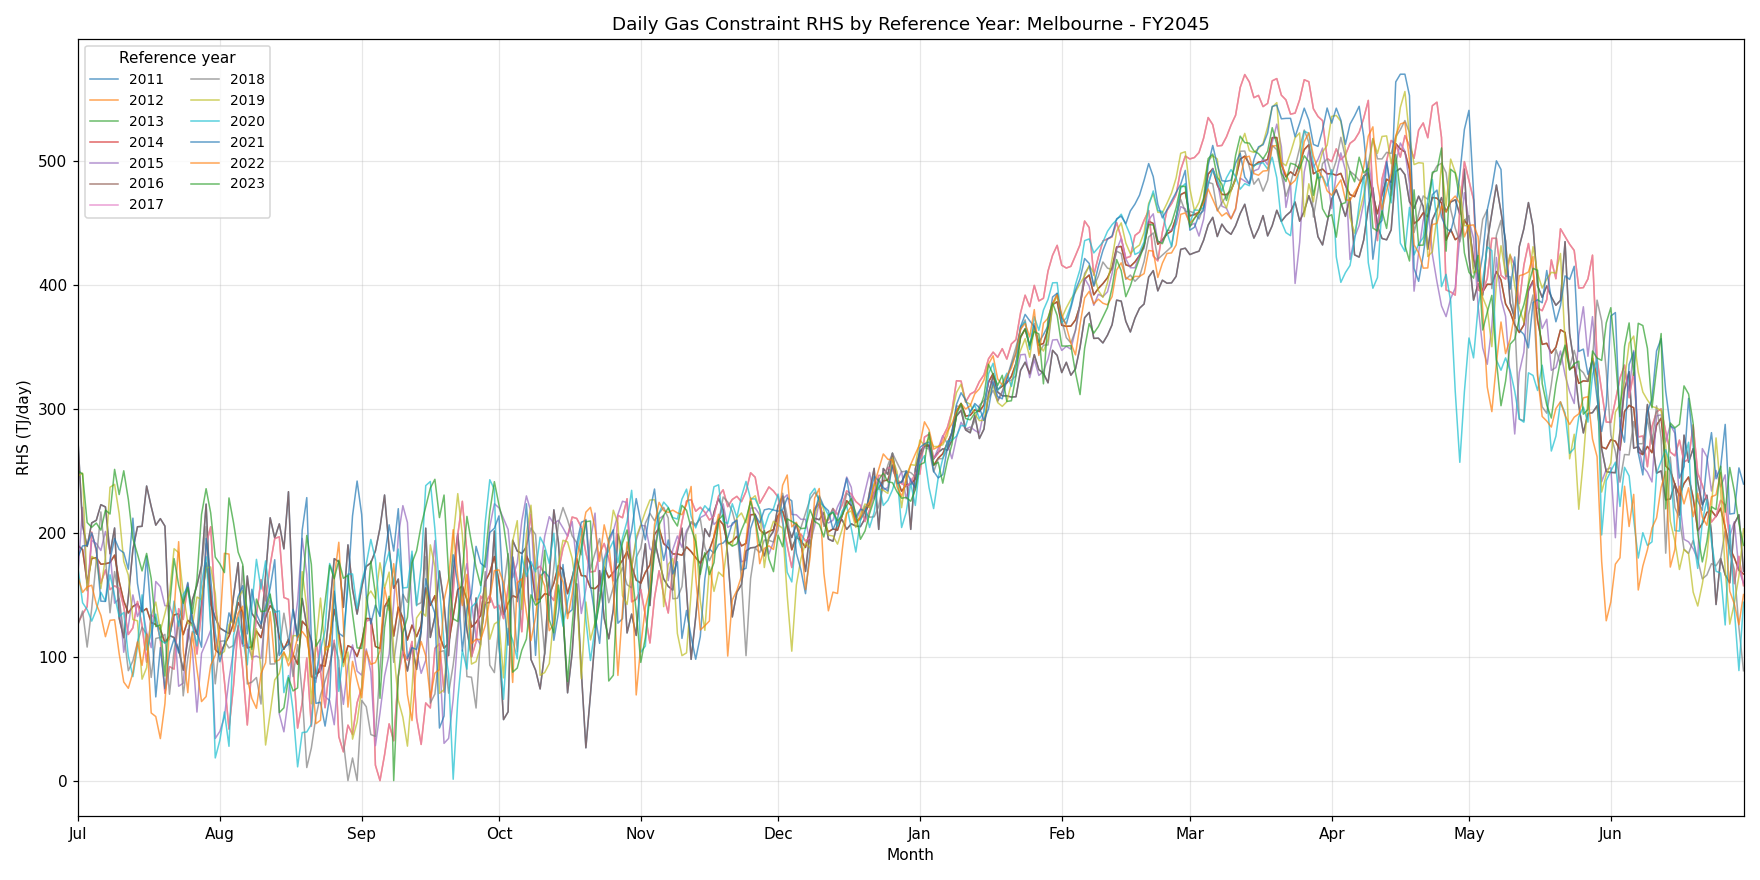 Daily Gas Constraint RHS by Reference Year: Melbourne - FY2045
Reference year
2011 2018
2012 2019
2013 2020
2014 2021
2015 2022
2016 2023
2017
RHS (TJ/day)
500
400
300
200
100
0
Jul Aug Sep Oct Nov Dec Jan Feb Mar Apr May Jun
Month